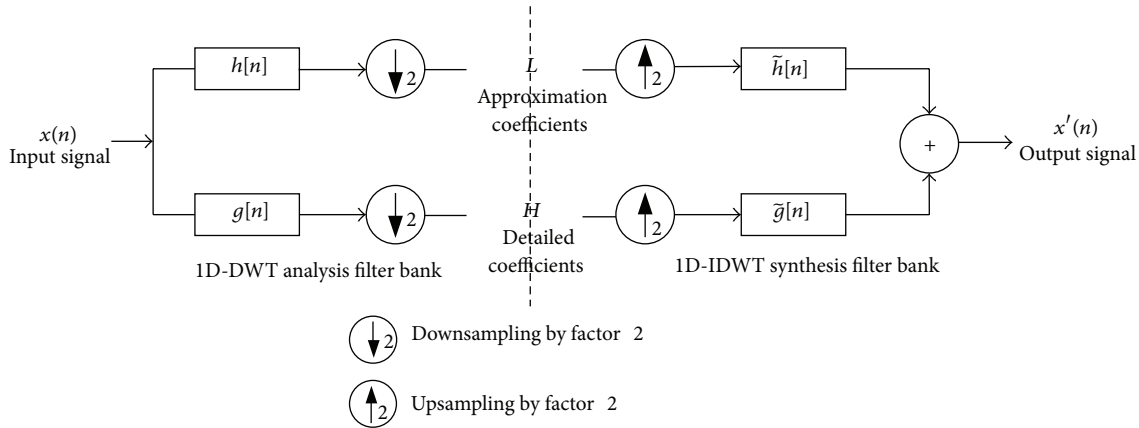 h[n]
2
L
2
h̃[n]
Approximation
coefficients
x(n)
Input signal
+
x′(n)
Output signal
g[n]
2
H
2
g̃[n]
Detailed
coefficients
1D-DWT analysis filter bank
1D-IDWT synthesis filter bank
2
Downsampling by factor 2
2
Upsampling by factor 2